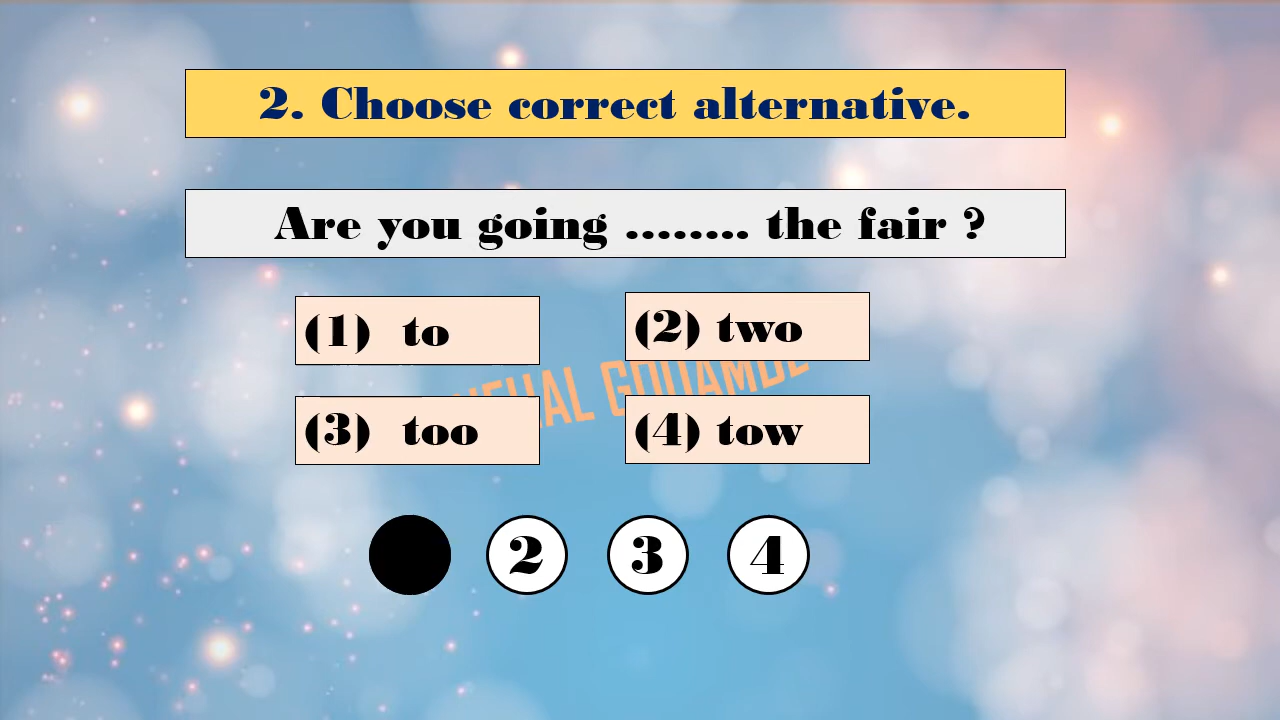 2. Choose correct alternative.
Are you going ........ the fair ?
(1) to
(2) two
(3) too
(4) tow
2 3 4